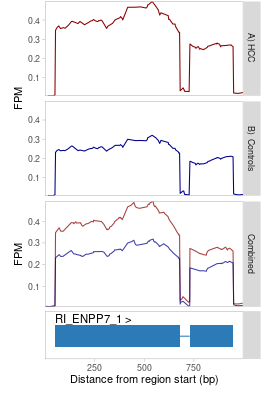 0.4
0.3
0.2
0.1
A) HCC
FPM
0.4
0.3
0.2
0.1
B): Controls
0.4
0.3
0.2
0.1
Combined
FPM
RI_ENPP7_1 >
250
500
750
Distance from region start (bp)